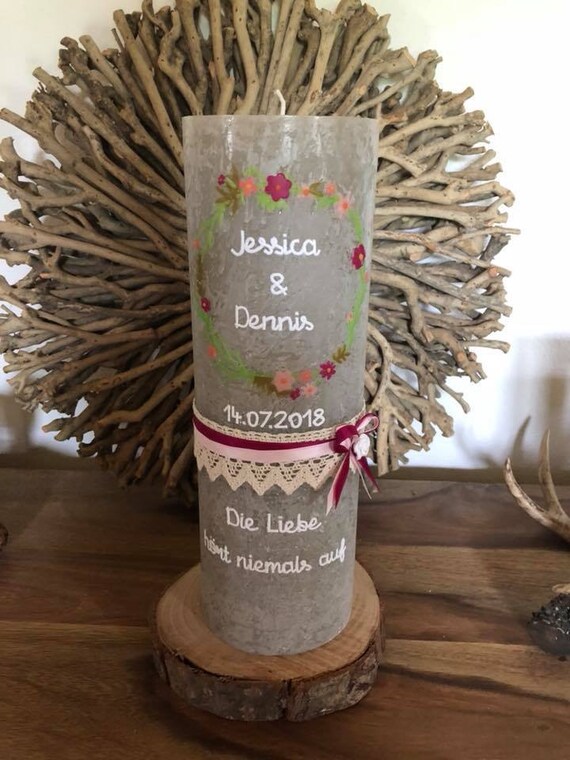 Jessica
&
Dennis
14.07.2018
Die Liebe
hört niemals auf